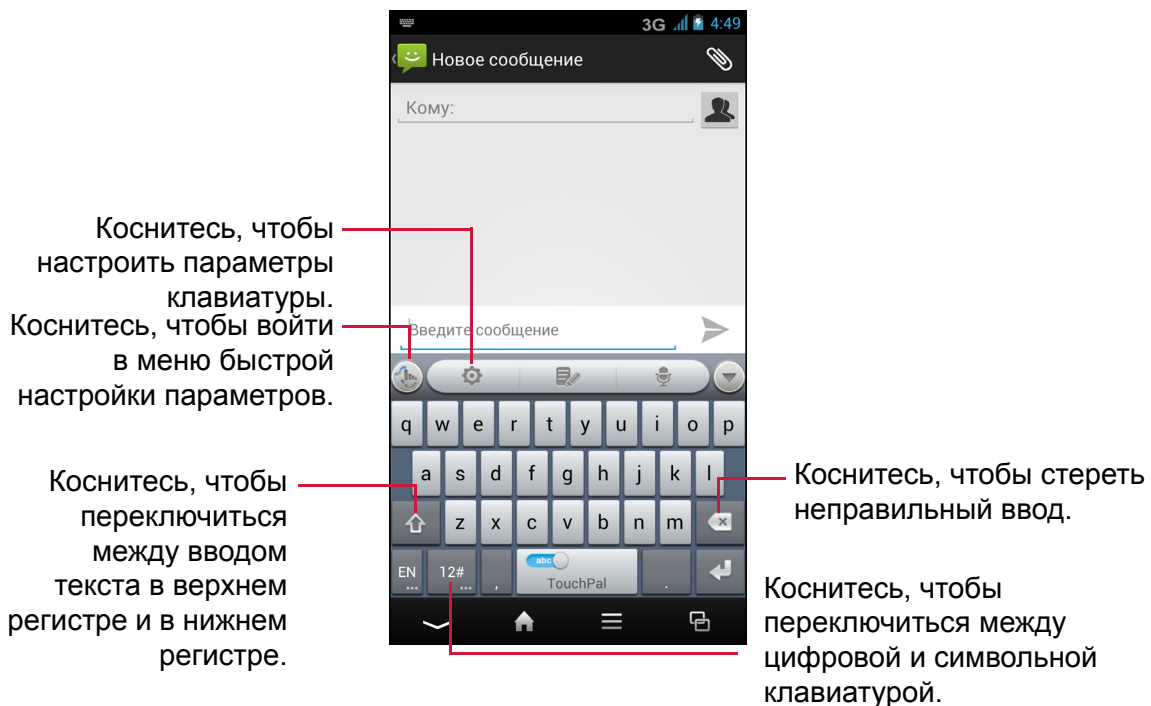 3G 4:49
Новое сообщение
Кому:
Коснитесь, чтобы
настроить параметры
клавиатуры.
Коснитесь, чтобы войти
в меню быстрой
настройки параметров.
Введите сообщение
q w e r t y u i o p
a s d f g h j k l
z x c v b n m
EN ... 12# ... , abc TouchPal .
Коснитесь, чтобы
переключиться
между вводом
текста в верхнем
регистре и в нижнем
регистре.
Коснитесь, чтобы стереть
неправильный ввод.
Коснитесь, чтобы
переключиться между
цифровой и символьной
клавиатурой.